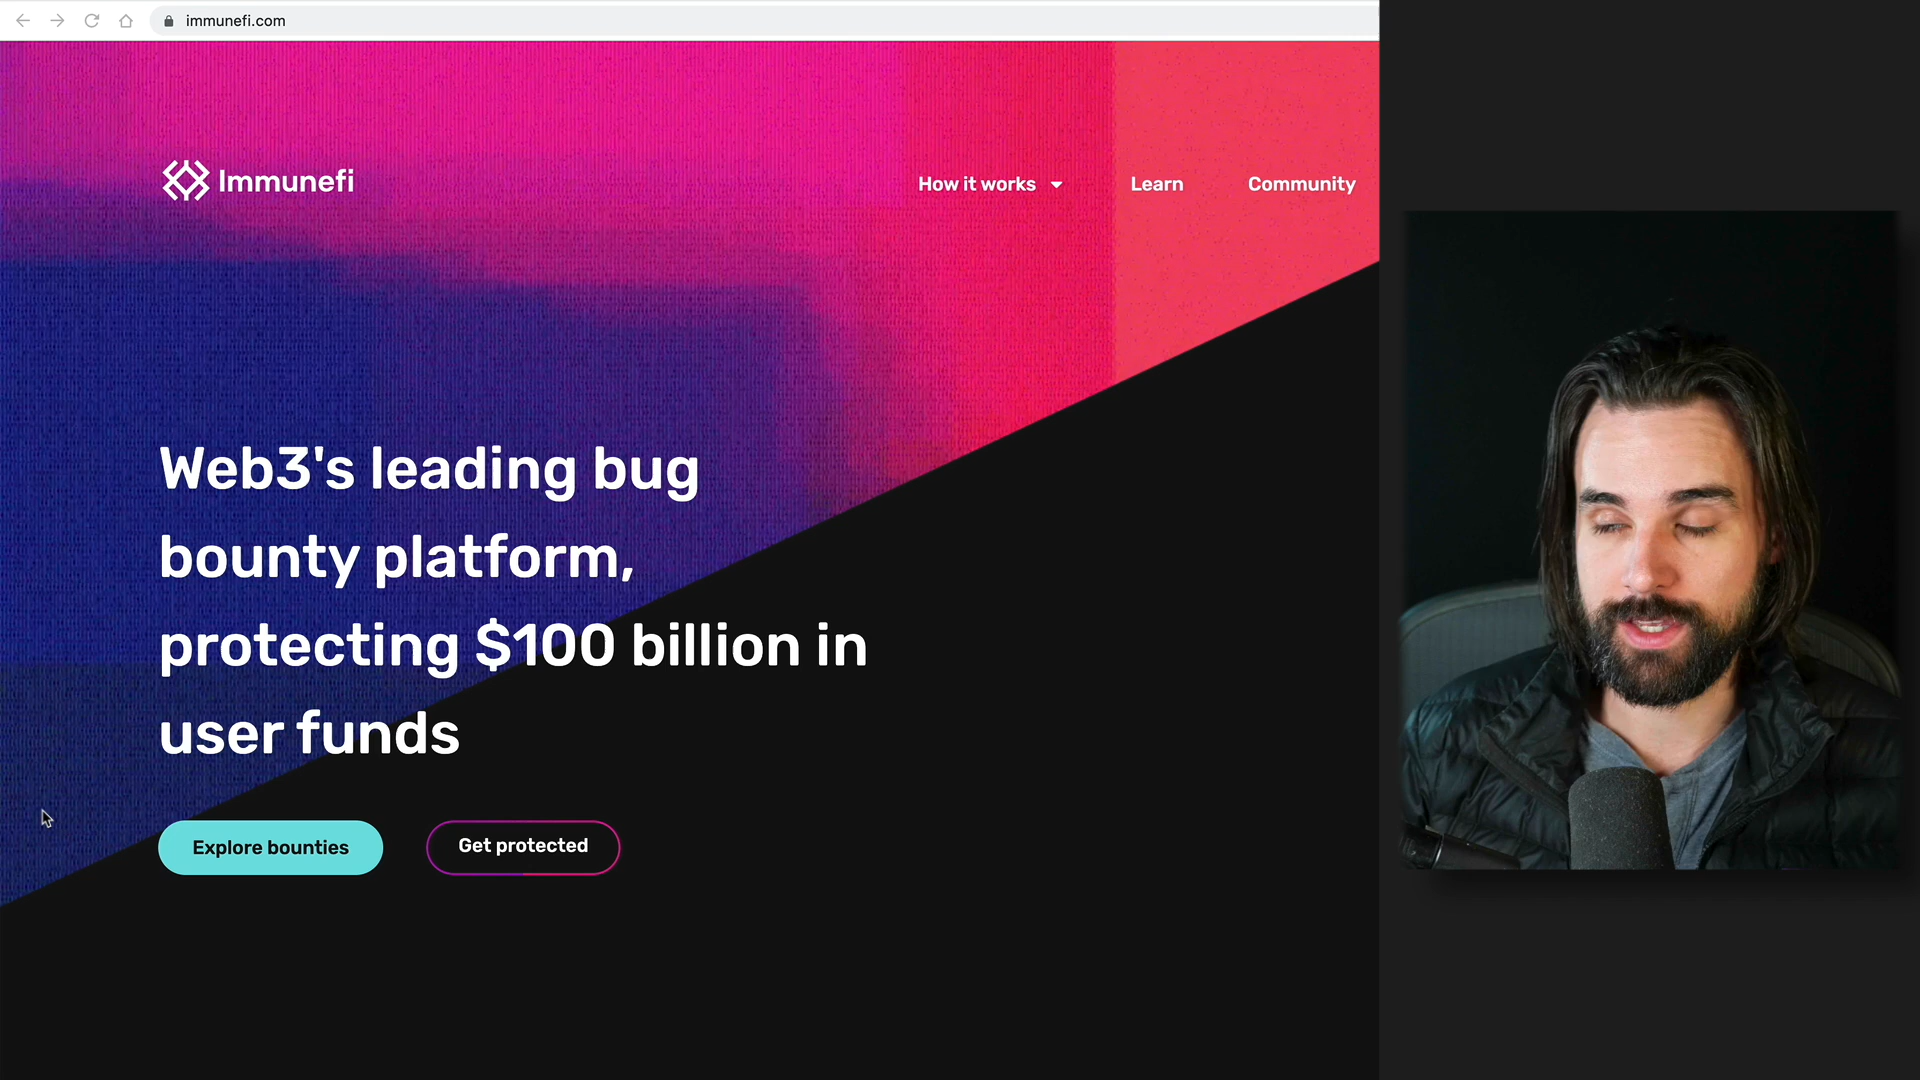 immunefi.com
Immunefi
How it works
Learn
Community
Web3's leading bug
bounty platform,
protecting $100 billion in
user funds
Explore bounties
Get protected